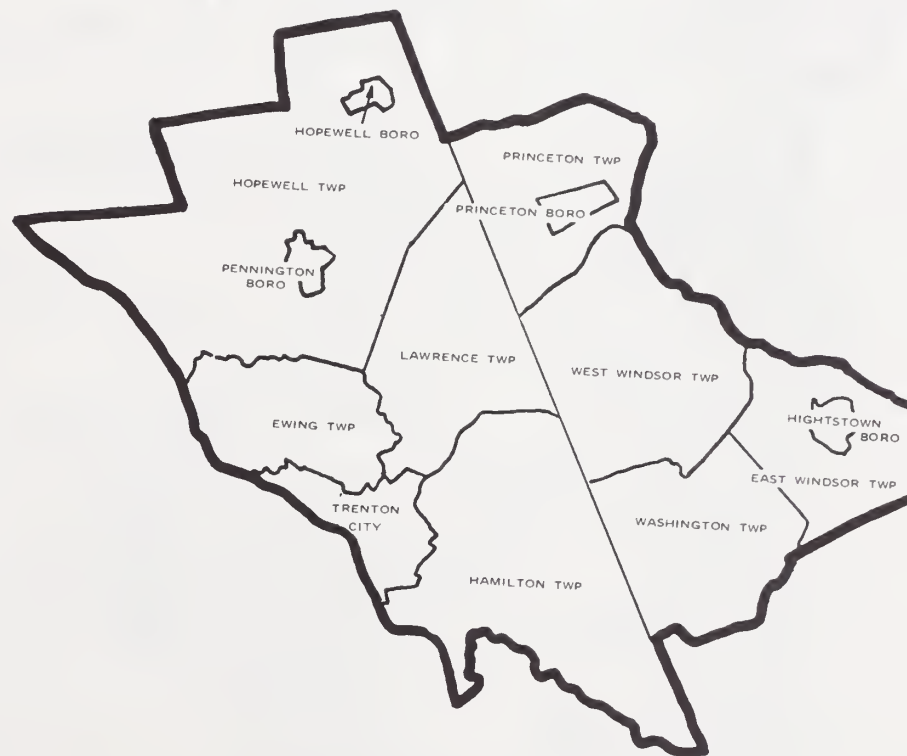 HOPEWELL BORO
PRINCETON TWP
HOPEWELL TWP
PRINCETON BORO
PENNINGTON
BORO
LAWRENCE TWP
WEST WINDSOR TWP
EWING TWP
HIGHTSTOWN
BORO
EAST WINDSOR TWP
TRENTON
CITY
WASHINGTON TWP
HAMILTON TWP